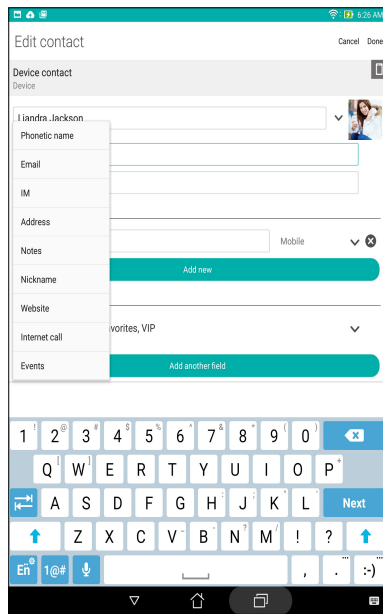 6:26 AM
Edit contact
Cancel Done
Device contact
Device
Liandra Jackson
Phonetic name
Email
IM
Address
Notes
Mobile
Nickname
Add new
Website
Internet call
vorites, VIP
Events
Add another field
1 ! 2 @ 3 # 4 $ 5 % 6 ^ 7 & 8 * 9 ( 0 )
Q [ W ] E R T Y U I O P +
A S D F G H ' J ; K " L ' Next
Z X C V - B N ? M / ! ?
En 1@# , . ... :-) ...